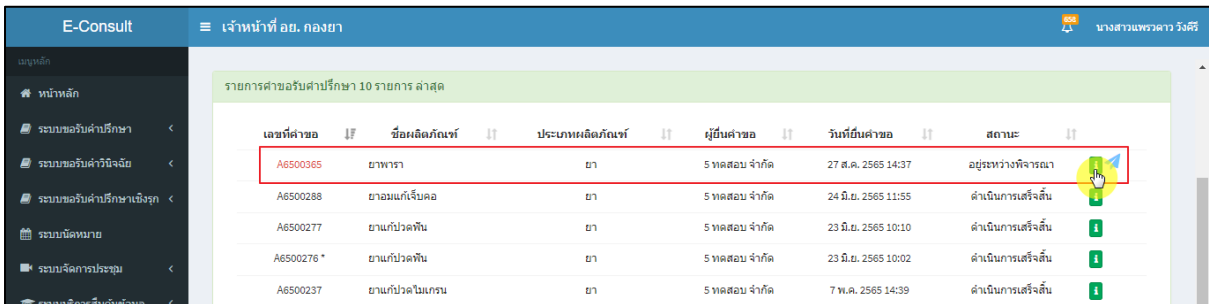 E-Consult
≡ เจ้าหน้าที่ อย. กองยา
858
นางสาวแพรวดาว วังคีรี
เมนูหลัก
หน้าหลัก
ระบบขอรับคำปรึกษา
ระบบขอรับคำวินิจฉัย
ระบบขอรับคำปรึกษาเชิงรุก
ระบบนัดหมาย
ระบบจัดการประชุม
รายการคำขอรับคำปรึกษา 10 รายการ ล่าสุด
เลขที่คำขอ ชื่อผลิตภัณฑ์ ประเภทผลิตภัณฑ์ ผู้ยื่นคำขอ วันที่ยื่นคำขอ สถานะ
A6500365 ยาพารา ยา 5 ทดสอบ จำกัด 27 ส.ค. 2565 14:37 อยู่ระหว่างพิจารณา
A6500288 ยาอมแก้เจ็บคอ ยา 5 ทดสอบ จำกัด 24 มิ.ย. 2565 11:55 ดำเนินการเสร็จสิ้น
A6500277 ยาแก้ปวดฟัน ยา 5 ทดสอบ จำกัด 23 มิ.ย. 2565 10:10 ดำเนินการเสร็จสิ้น
A6500276 * ยาแก้ปวดฟัน ยา 5 ทดสอบ จำกัด 23 มิ.ย. 2565 10:02 ดำเนินการเสร็จสิ้น
A6500237 ยาแก้ปวดไมเกรน ยา 5 ทดสอบ จำกัด 7 พ.ค. 2565 14:39 ดำเนินการเสร็จสิ้น